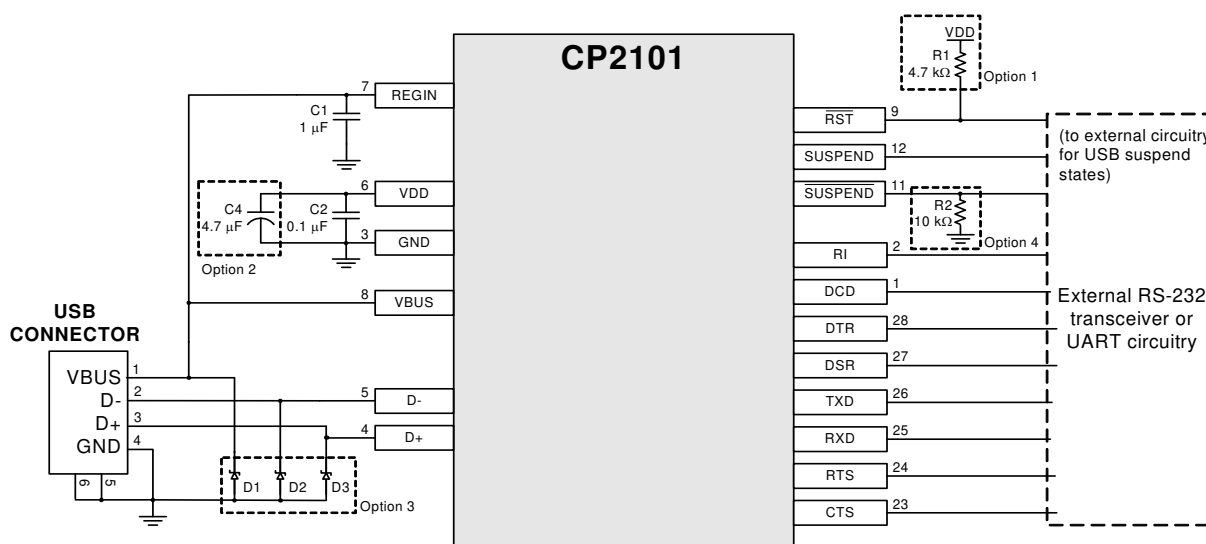 CP2101
VDD
R1
4.7 kΩ
Option 1
7
REGIN
C1
1 μF
RST
9
(to external circuitry
for USB suspend
states)
SUSPEND
12
SUSPEND
11
R2
10 kΩ
Option 4
6
VDD
C4
4.7 μF
C2
0.1 μF
3
GND
Option 2
RI
2
8
VBUS
DCD
1
External RS-232
transceiver or
UART circuitry
USB
CONNECTOR
DTR
28
DSR
27
VBUS
1
D-
2
D+
3
GND
4
6
5
5
D-
4
D+
TXD
26
RXD
25
D1
D2
D3
Option 3
RTS
24
CTS
23